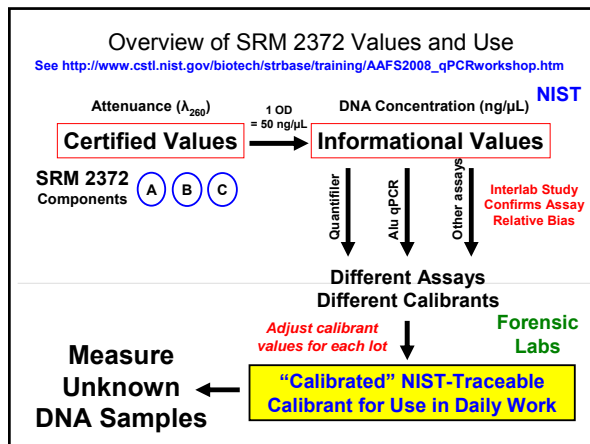 Overview of SRM 2372 Values and Use
See http://www.cstl.nist.gov/biotech/strbase/training/AAFS2008_qPCRworkshop.htm
NIST
Attenuance (λ260)
1 OD
= 50 ng/µL
DNA Concentration (ng/µL)
Certified Values
Informational Values
SRM 2372
Components
A B C
Quantifiler
Alu qPCR
Other assays
Interlab Study
Confirms Assay
Relative Bias
Different Assays
Different Calibrants
Adjust calibrant
values for each lot
Forensic
Labs
Measure
Unknown
DNA Samples
“Calibrated” NIST-Traceable
Calibrant for Use in Daily Work